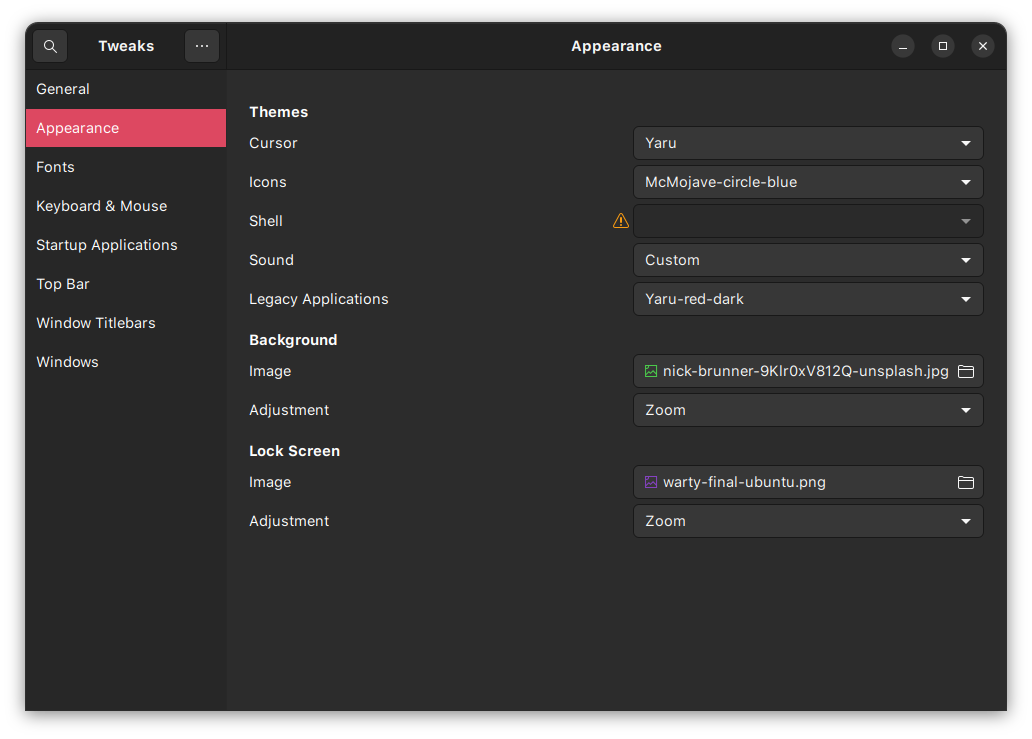 Tweaks
Appearance
General
Appearance
Fonts
Keyboard & Mouse
Startup Applications
Top Bar
Window Titlebars
Windows
Themes
Cursor Yaru
Icons McMojave-circle-blue
Shell
Sound Custom
Legacy Applications Yaru-red-dark
Background
Image nick-brunner-9Klr0xV812Q-unsplash.jpg
Adjustment Zoom
Lock Screen
Image warty-final-ubuntu.png
Adjustment Zoom